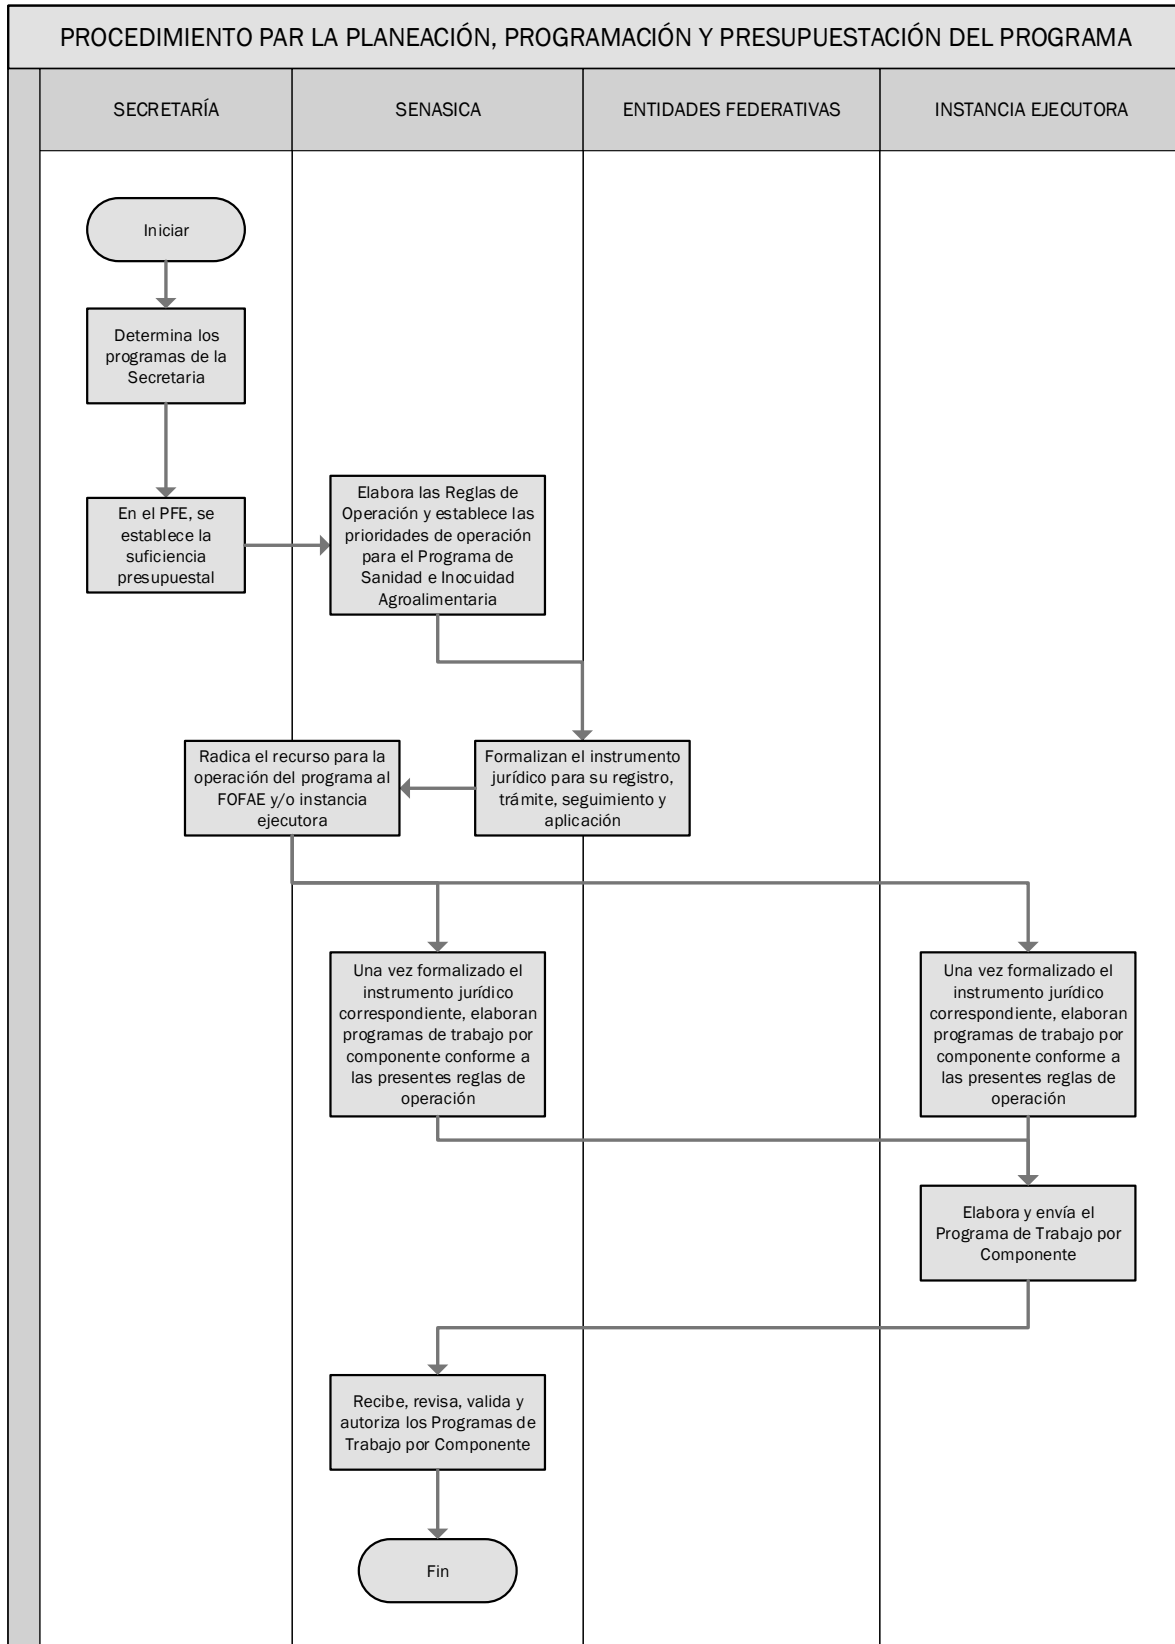 PROCEDIMIENTO PAR LA PLANEACIÓN, PROGRAMACIÓN Y PRESUPUESTACIÓN DEL PROGRAMA
SECRETARÍA
SENASICA
ENTIDADES FEDERATIVAS
INSTANCIA EJECUTORA
Iniciar
Determina los
programas de la
Secretaria
En el PFE, se
establece la
suficiencia
presupuestal
Elabora las Reglas de
Operación y establece las
prioridades de operación
para el Programa de
Sanidad e Inocuidad
Agroalimentaria
Formalizan el instrumento
jurídico para su registro,
trámite, seguimiento y
aplicación
Radica el recurso para la
operación del programa al
FOFAE y/o instancia
ejecutora
Una vez formalizado el
instrumento jurídico
correspondiente, elaboran
programas de trabajo por
componente conforme a
las presentes reglas de
operación
Una vez formalizado el
instrumento jurídico
correspondiente, elaboran
programas de trabajo por
componente conforme a
las presentes reglas de
operación
Elabora y envía el
Programa de Trabajo por
Componente
Recibe, revisa, valida y
autoriza los Programas de
Trabajo por Componente
Fin